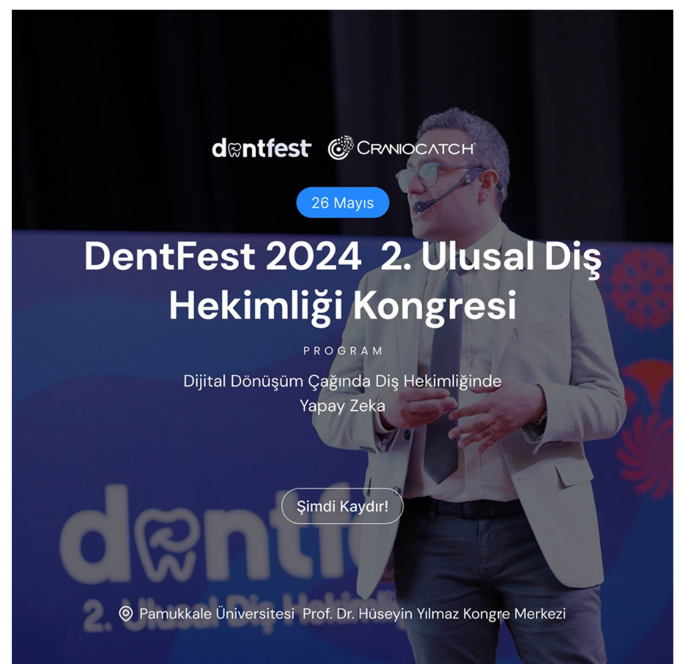 dentfest CRANIOCATCH
26 Mayıs
DentFest 2024 2. Ulusal Diş
Hekimliği Kongresi
PROGRAM
Dijital Dönüşüm Çağında Diş Hekimliğinde
Yapay Zeka
dentf
Şimdi Kaydır!
2. Ulusal Diş Hekimliği
Pamukkale Üniversitesi Prof. Dr. Hüseyin Yılmaz Kongre Merkezi